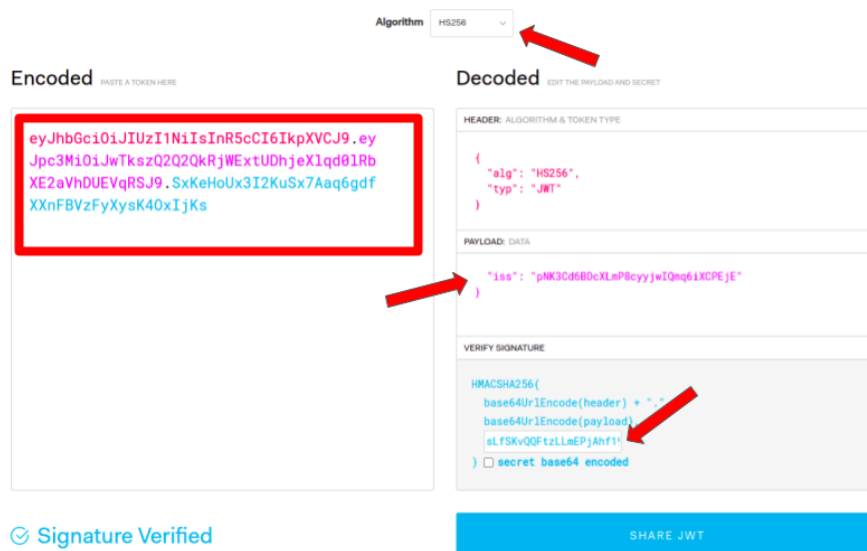 Algorithm HS256
Encoded PASTE A TOKEN HERE
eyJhbGciOiJIUzI1NiIsInR5cCI6IkpXVCJ9.ey
Jpc3MiOiJwTkszQ2Q2QkRjWExtUDhjeXlqd0lRb
XE2aVhDUEVqRSJ9.SxKeHoUx3I2KuSx7Aaq6gdf
XXnFBVzFyXysK4OxIjKs
Signature Verified
Decoded EDIT THE PAYLOAD AND SECRET
HEADER: ALGORITHM & TOKEN TYPE
{
"alg": "HS256",
"typ": "JWT"
}
PAYLOAD: DATA
"iss": "pNK3Cd6BDcXLmP8cyyjwIQmq6iXCPEjE"
}
VERIFY SIGNATURE
HMACSHA256(
base64UrlEncode(header) + "."
base64UrlEncode(payload),
sLfSKvQQFtzLLmEPjAhf1
) secret base64 encoded
SHARE JWT